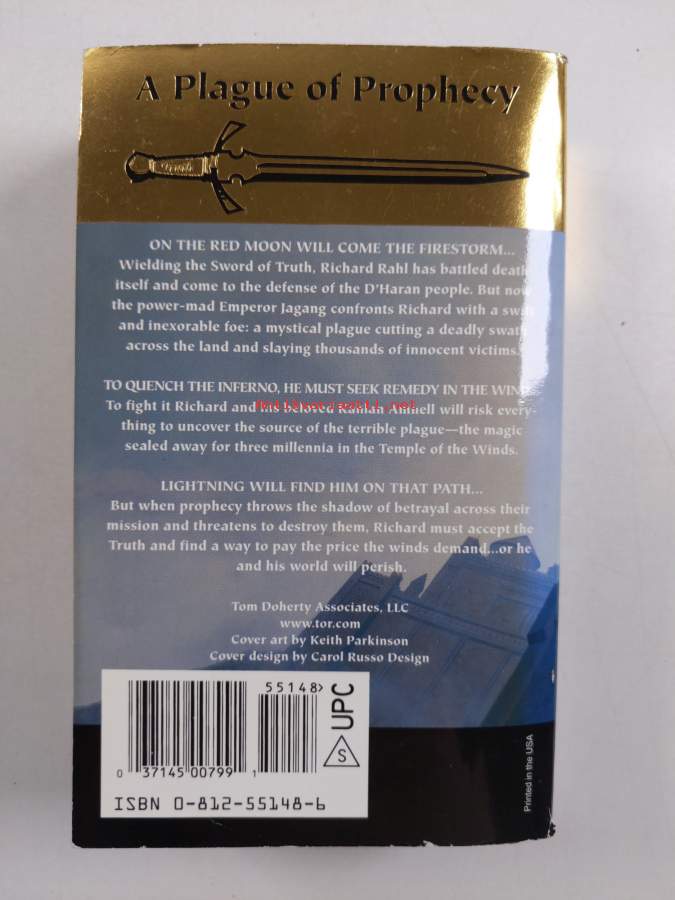 A Plague of Prophecy
ON THE RED MOON WILL COME THE FIRESTORM...
Wielding the Sword of Truth, Richard Rahl has battled death
itself and come to the defense of the D'Haran people. But now
the power-mad Emperor Jagang confronts Richard with a swift
and inexorable foe: a mystical plague cutting a deadly swath
across the land and slaying thousands of innocent victims.
TO QUENCH THE INFERNO, HE MUST SEEK REMEDY IN THE WIND
To fight it Richard and his beloved Kahlan Amnell will risk every-
thing to uncover the source of the terrible plague—the magic
sealed away for three millennia in the Temple of the Winds.
LIGHTNING WILL FIND HIM ON THAT PATH...
But when prophecy throws the shadow of betrayal across their
mission and threatens to destroy them, Richard must accept the
Truth and find a way to pay the price the winds demand...or he
and his world will perish.
Tom Doherty Associates, LLC
www.tor.com
Cover art by Keith Parkinson
Cover design by Carol Russo Design
55148>
UPC
S
0 37145 00799 1
ISBN 0-812-55148-6
Printed in the USA